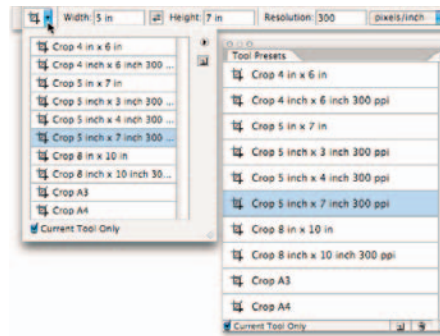 Width: 5 in Height: 7 in Resolution: 300 pixels/inch
Crop 4 in x 6 in
Crop 4 inch x 6 inch 300 ...
Crop 5 in x 7 in
Crop 5 inch x 3 inch 300 ...
Crop 5 inch x 4 inch 300 ...
Crop 5 inch x 7 inch 300 ...
Crop 8 in x 10 in
Crop 8 inch x 10 inch 30...
Crop A3
Crop A4
Current Tool Only
Tool Presets
Crop 4 in x 6 in
Crop 4 inch x 6 inch 300 ppi
Crop 5 in x 7 in
Crop 5 inch x 3 inch 300 ppi
Crop 5 inch x 4 inch 300 ppi
Crop 5 inch x 7 inch 300 ppi
Crop 8 in x 10 in
Crop 8 inch x 10 inch 300 ppi
Crop A3
Crop A4
Current Tool Only